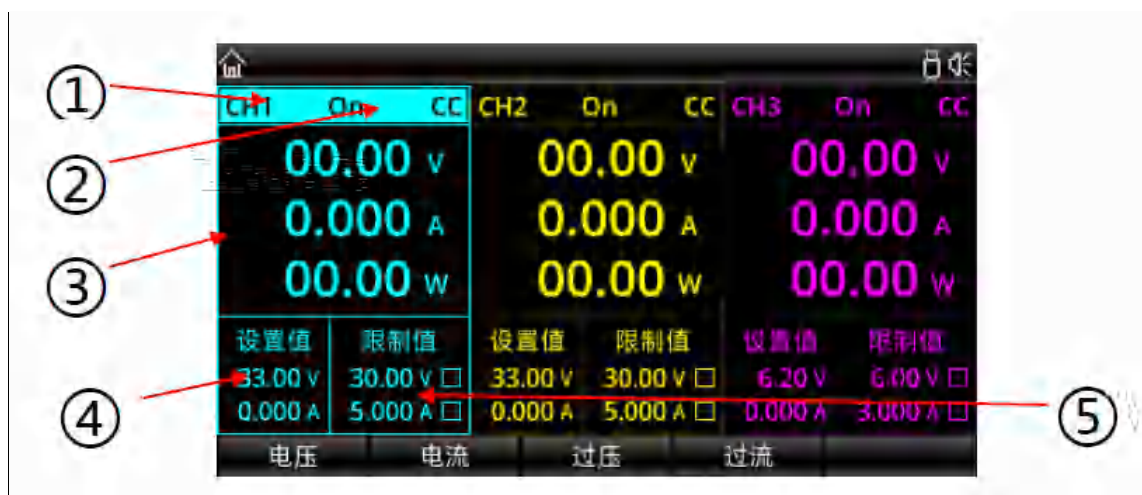 ①
CH1 On CC CH2 On CC CH3 On CC
②
00.00 V 00.00 V 00.00 V
0.000 A 0.000 A 0.000 A
③
00.00 W 00.00 W 00.00 W
设置值 限制值 设置值 限制值 设置值 限制值
33.00 V 30.00 V 33.00 V 30.00 V 6.20 V 6.00 V
④
0.000 A 5.000 A 0.000 A 5.000 A 0.000 A 3.000 A
⑤
电压 电流 过压 过流